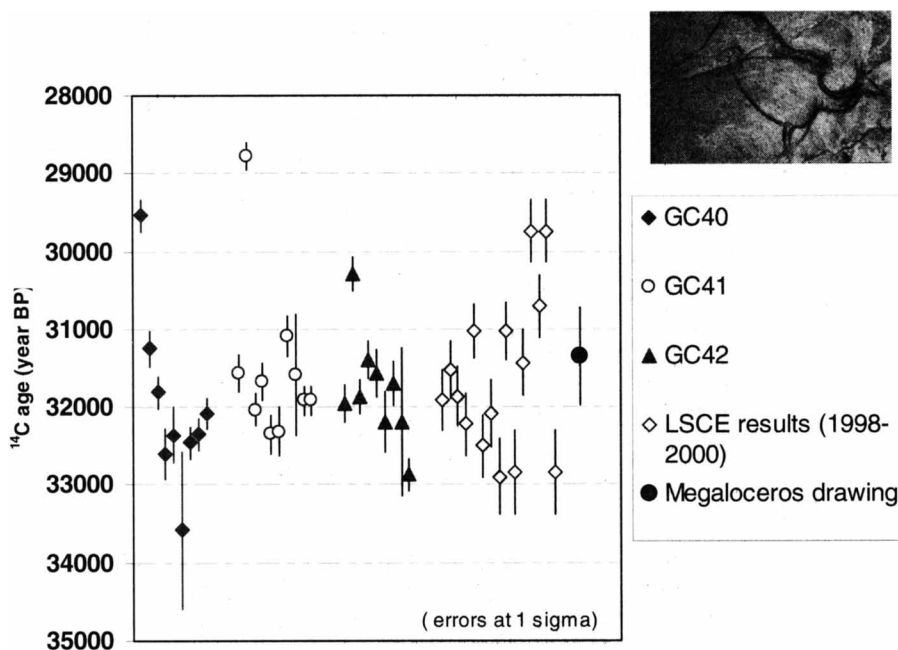 28000
29000
30000
31000
32000
33000
34000
35000
14C age (year BP)
( errors at 1 sigma)
GC40
GC41
GC42
LSCE results (1998-
2000)
Megaloceros drawing